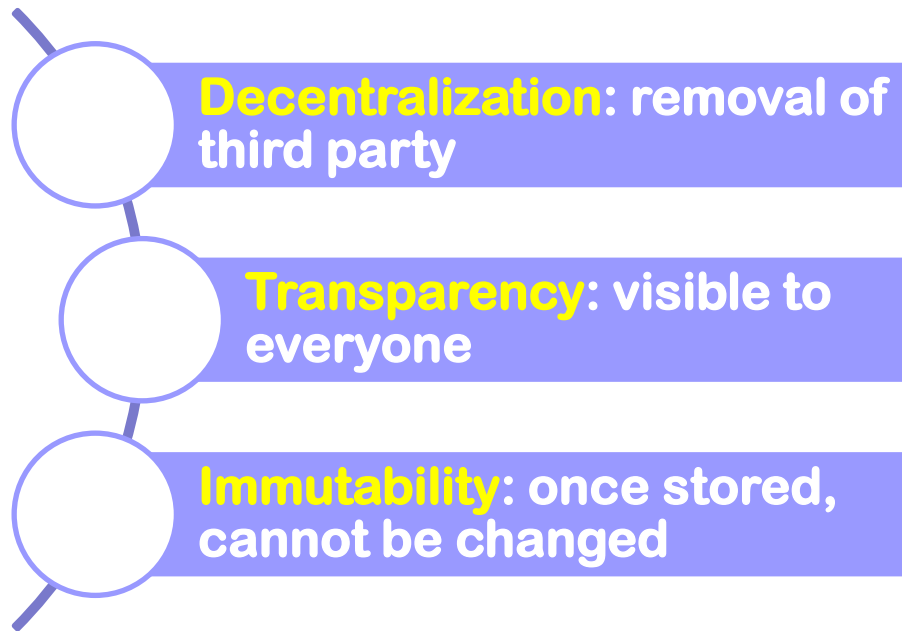 Decentralization: removal of
third party
Transparency: visible to
everyone
Immutability: once stored,
cannot be changed